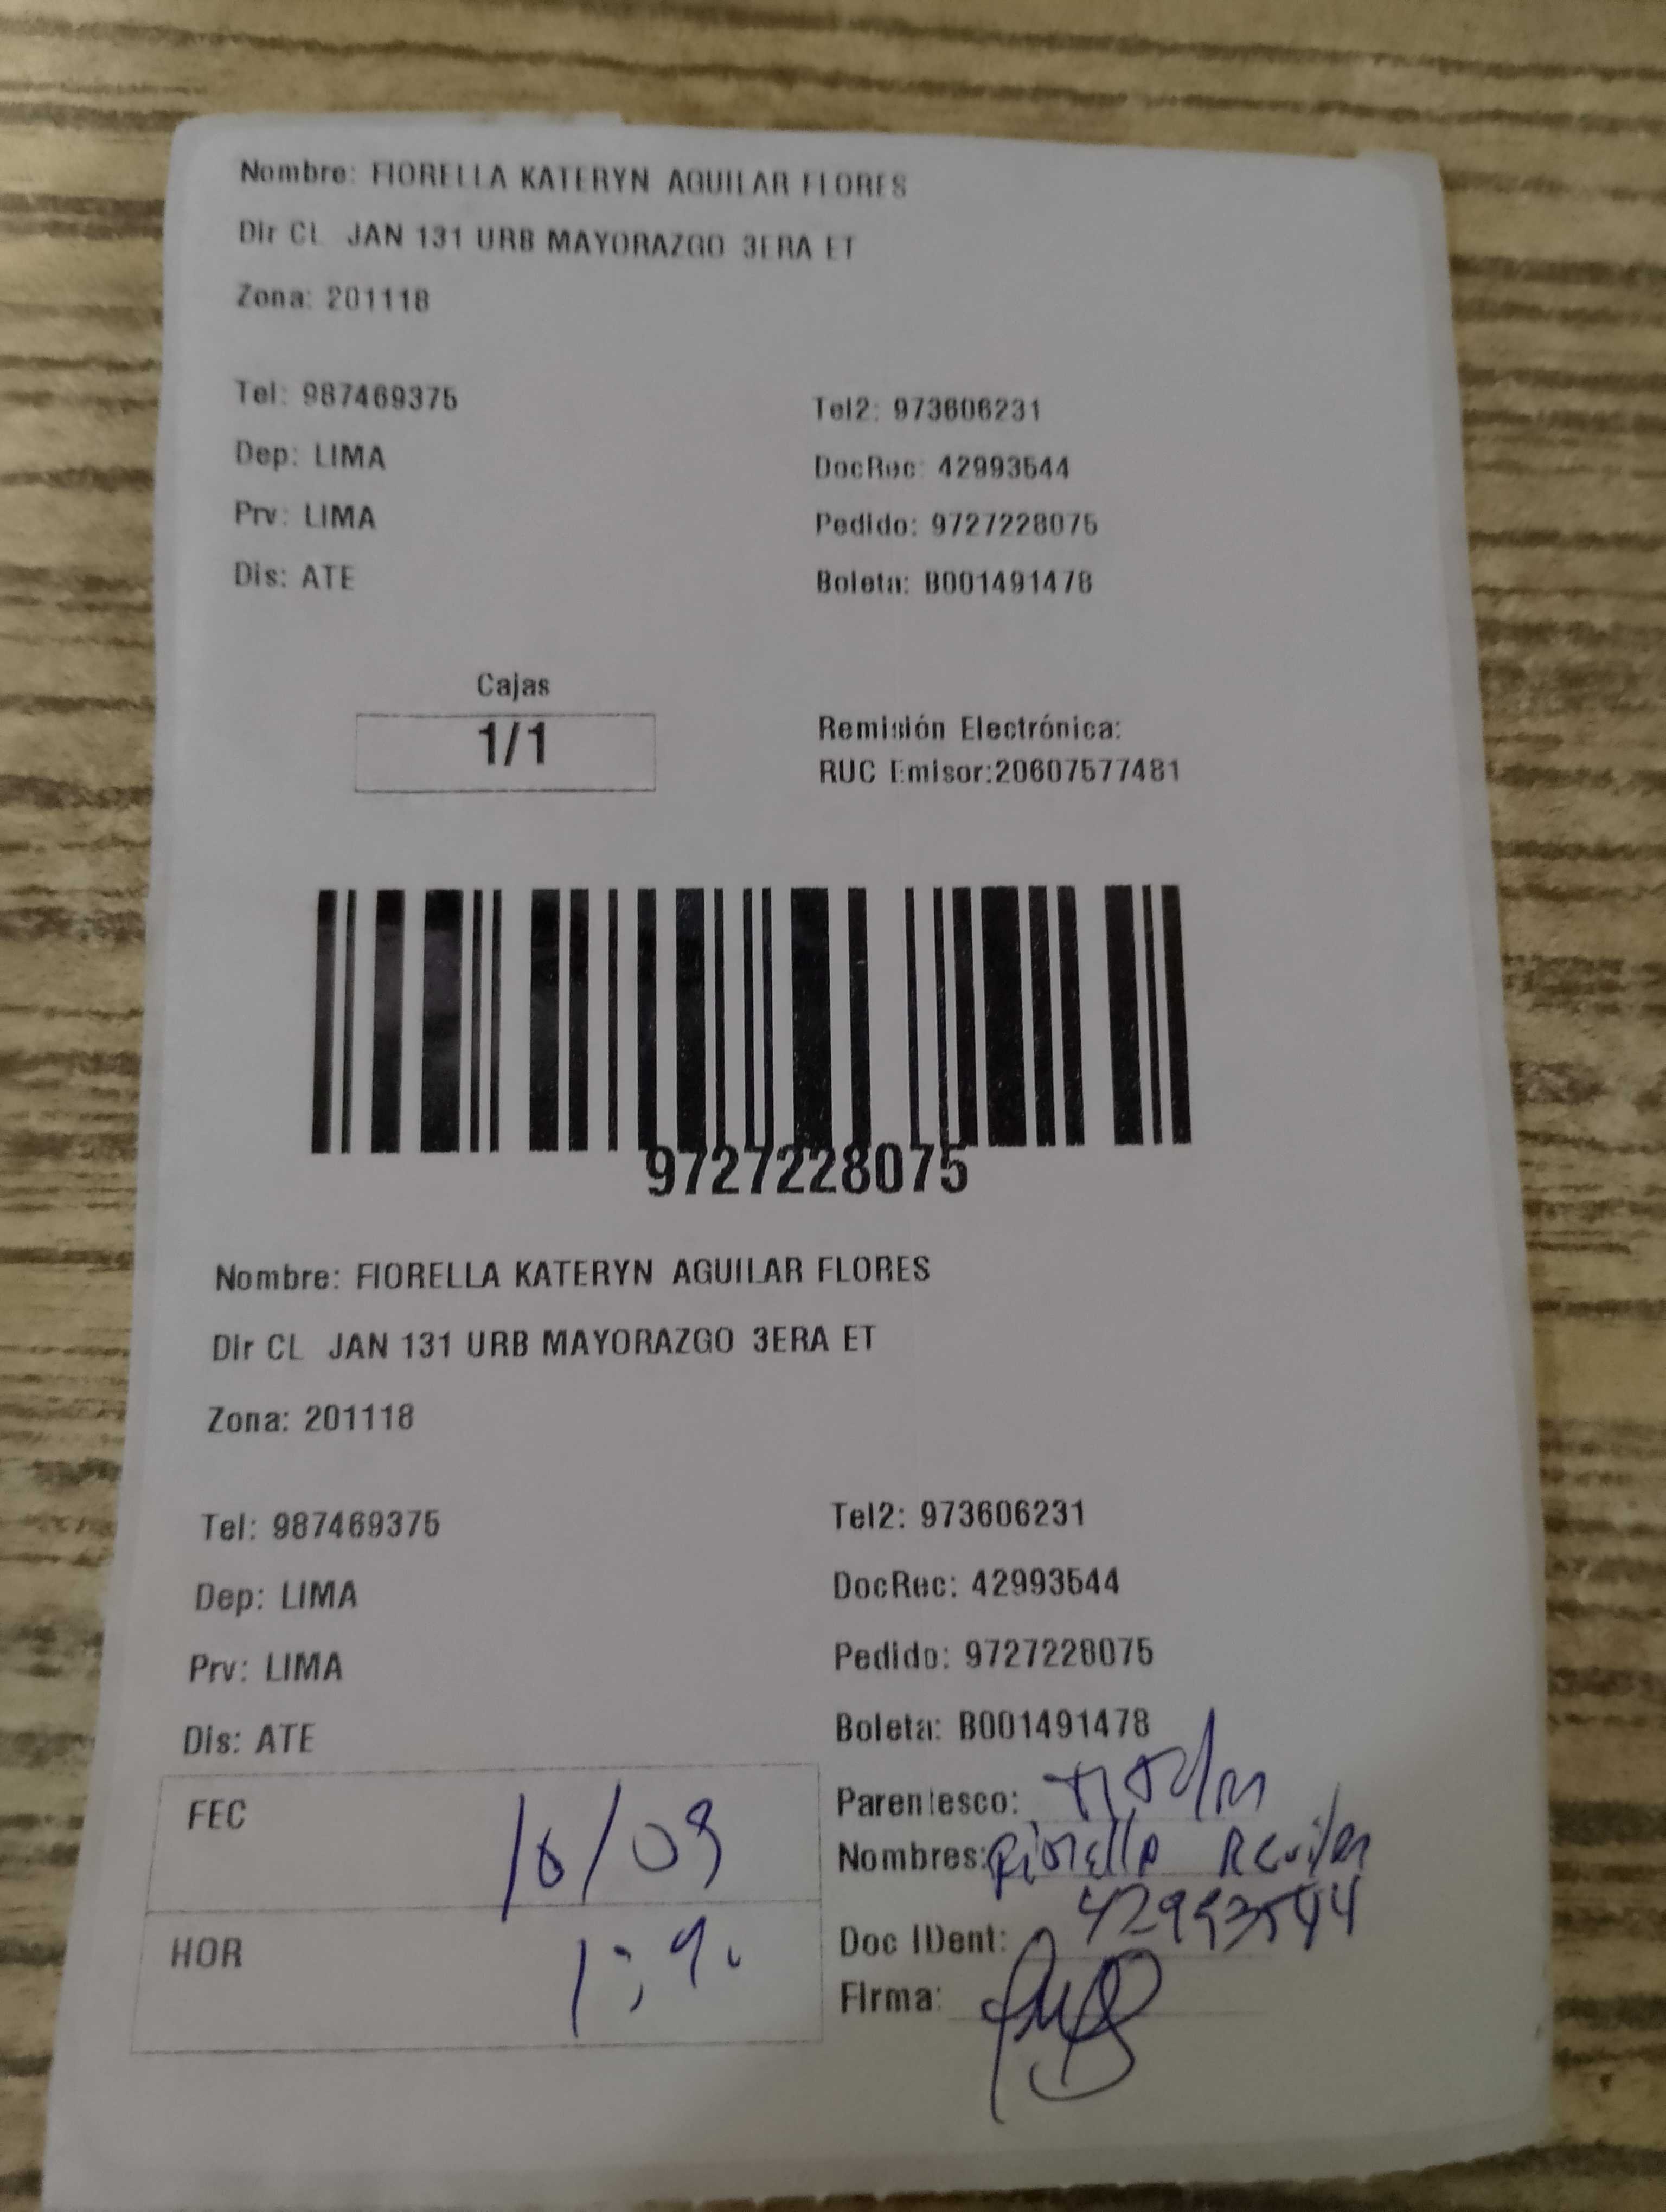 Nombre: FIORELLA KATERYN AGUILAR FLORES
Dir CL JAN 131 URB MAYORAZGO 3ERA ET
Zona: 201118
Tel: 987469375 Tel2: 973606231
Dep: LIMA DocRec: 42993544
Prv: LIMA Pedido: 9727228075
Dis: ATE Boleta: B001491478
Cajas
1/1
Remisión Electrónica:
RUC Emisor:20607577481
9727228075
Nombre: FIORELLA KATERYN AGUILAR FLORES
Dir CL JAN 131 URB MAYORAZGO 3ERA ET
Zona: 201118
Tel: 987469375 Tel2: 973606231
Dep: LIMA DocRec: 42993544
Prv: LIMA Pedido: 9727228075
Dis: ATE Boleta: B001491478
FEC
HOR
Parentesco:
Nombres: Fiorella Aguilar
Doc IDent: 42993544
Firma: